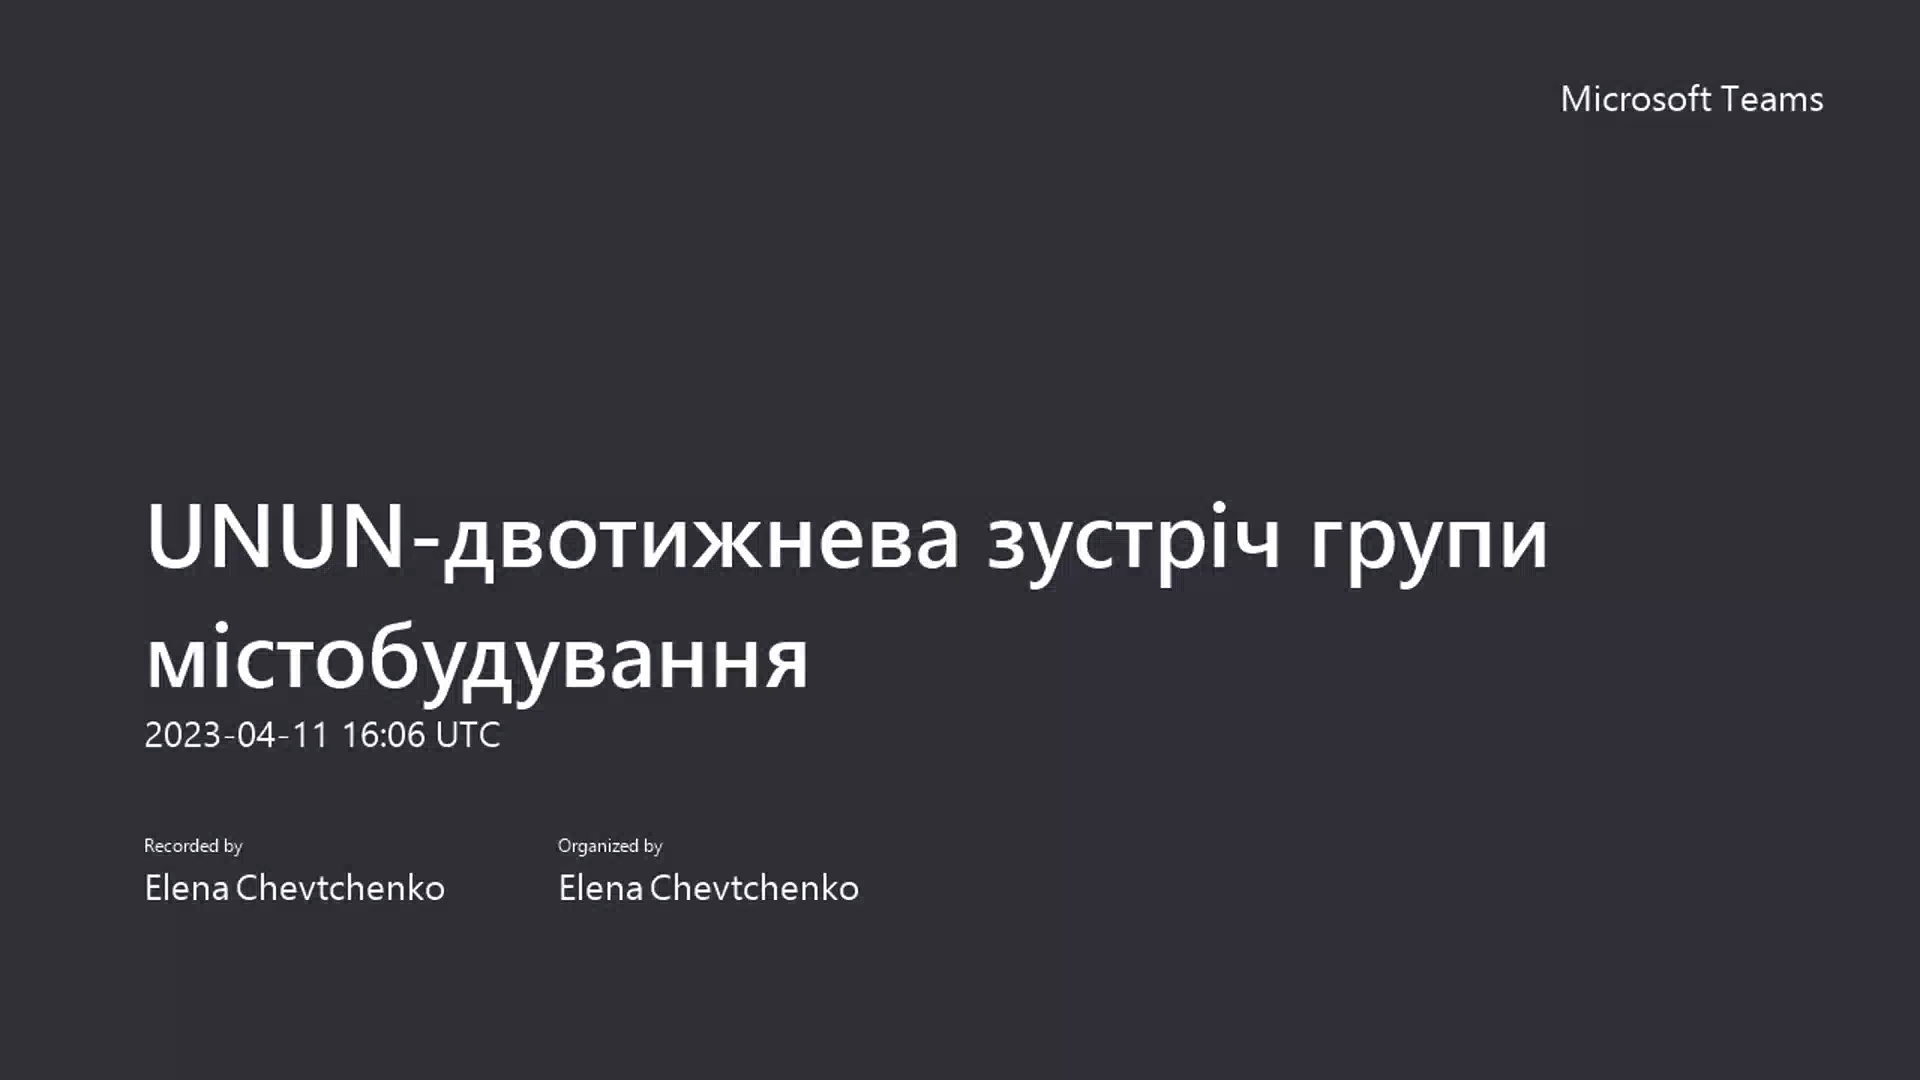 Microsoft Teams
UNUN-двотижнева зустріч групи
містобудування
2023-04-11 16:06 UTC
Recorded by
Elena Chevtchenko
Organized by
Elena Chevtchenko